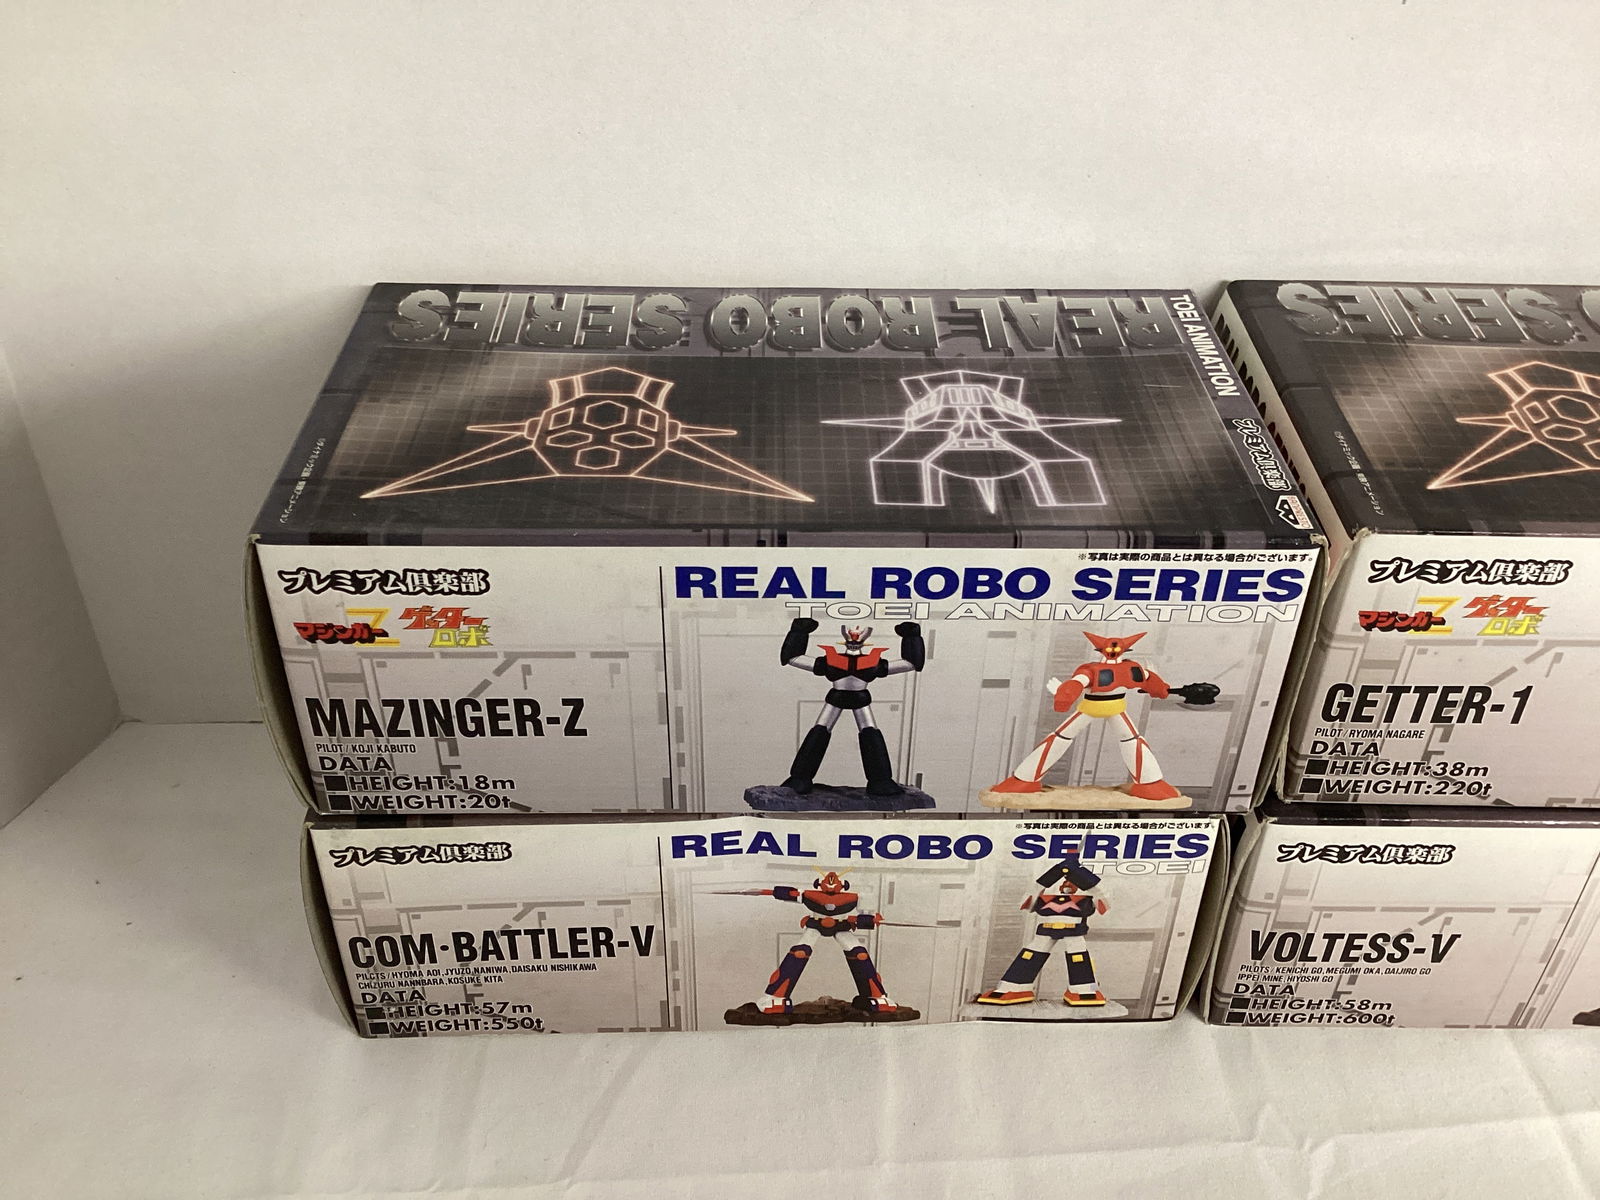 REAL ROBO SERIES
TOEI ANIMATION
プレミアム倶楽部
SERIES
プレミアム倶楽部
マジンガーZ ゲッターロボ
MAZINGER-Z
PILOT / KOJI KABUTO
DATA
■HEIGHT:18m
■WEIGHT:20t
※写真は実際の商品とは異なる場合がございます。
REAL ROBO SERIES
TOEI ANIMATION
プレミアム倶楽部
マジンガーZ ゲッターロボ
GETTER-1
PILOT / RYOMA NAGARE
DATA
■HEIGHT:38m
■WEIGHT:220t
プレミアム倶楽部
COM·BATTLER-V
PILOTS / HYOMA AOI,JYUZO,NANIWA,DAISAKU NISHIKAWA
CHIZURU NANNBARA,KOSUKE KITA
DATA
■HEIGHT:57m
■WEIGHT:550t
※写真は実際の商品とは異なる場合がございます。
REAL ROBO SERIES
TOEI
プレミアム倶楽部
VOLTESS-V
PILOTS / KENICHI GO,MEGUMI OKA,DAIJIRO GO
IPPEI MINE,HIYOSHI GO
DATA
■HEIGHT:58m
■WEIGHT:600t